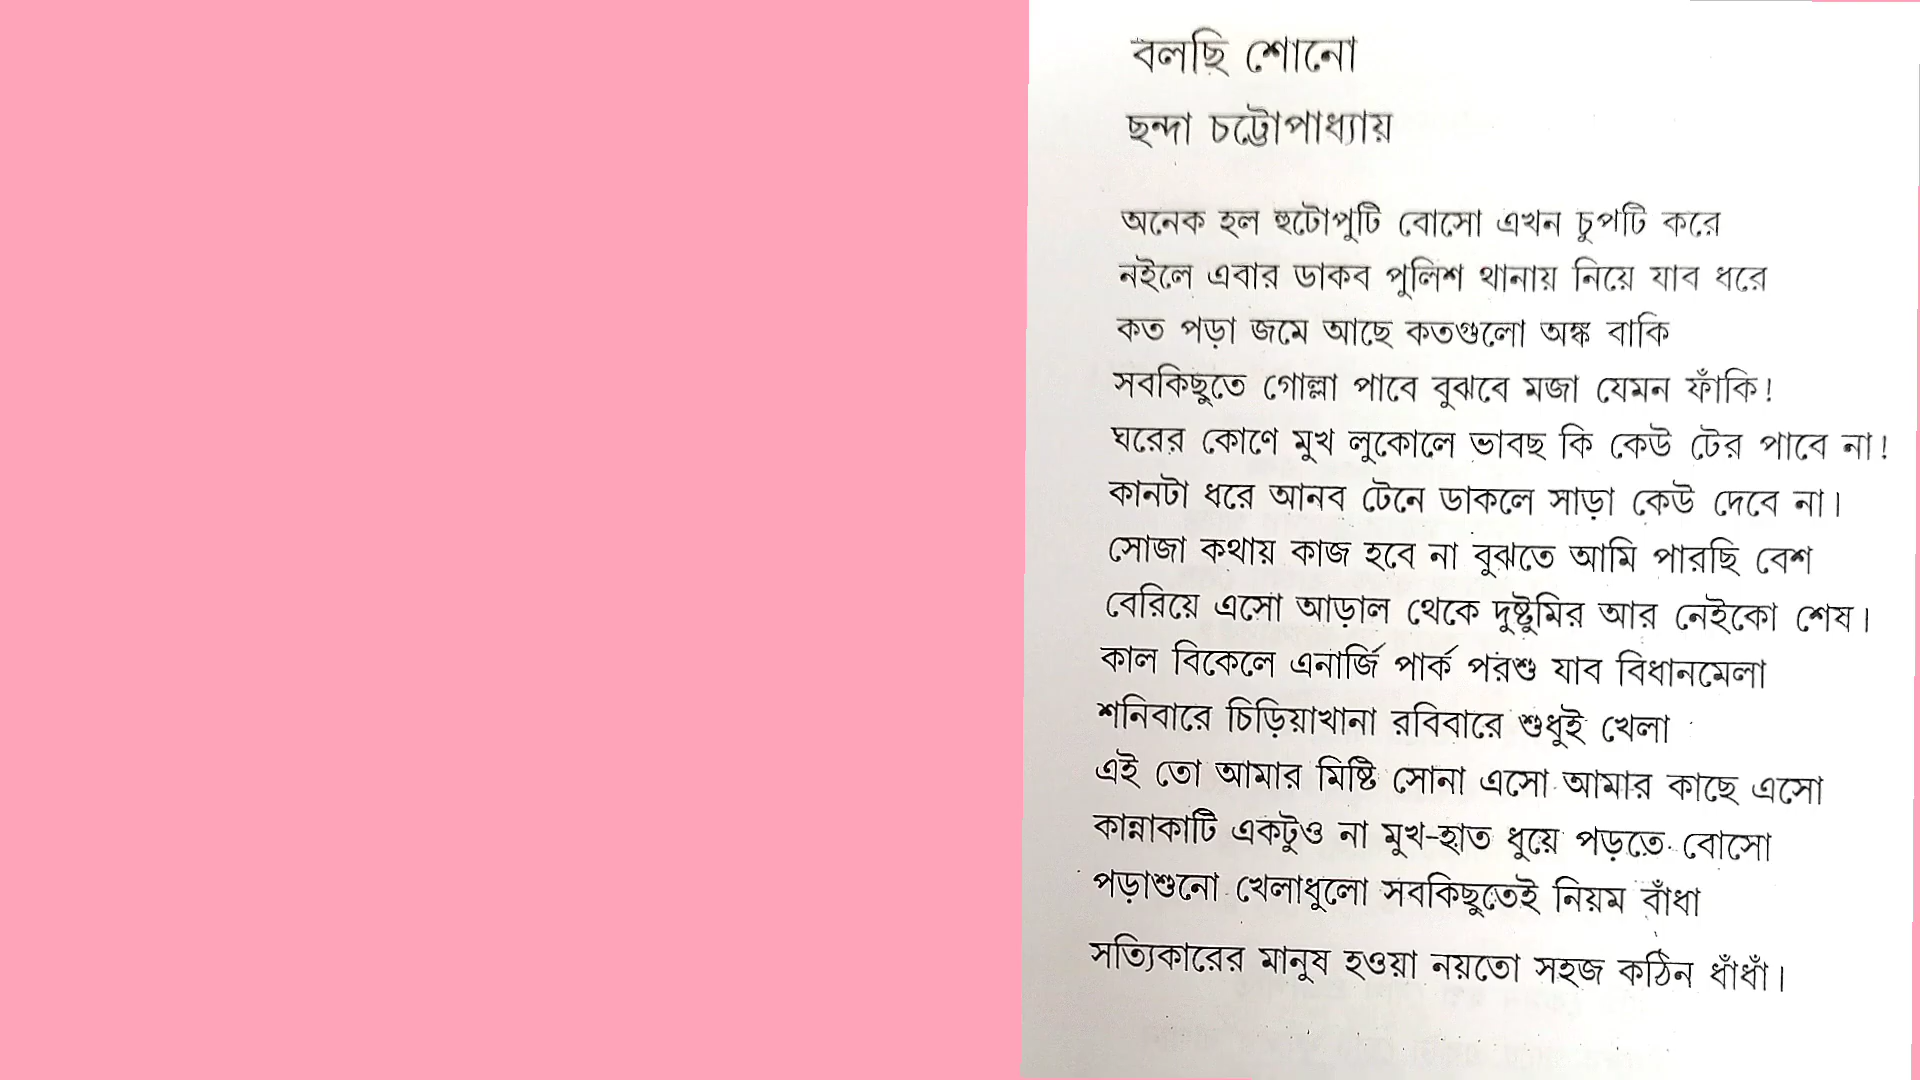 বলছি শোনো
ছন্দা চট্টোপাধ্যায়
অনেক হল হুটোপুটি বোসো এখন চুপটি করে
নইলে এবার ডাকব পুলিশ থানায় নিয়ে যাব ধরে
কত পড়া জমে আছে কতগুলো অঙ্ক বাকি
সবকিছুতে গোল্লা পাবে বুঝবে মজা যেমন ফাঁকি!
ঘরের কোণে মুখ লুকোলে ভাবছ কি কেউ টের পাবে না!
কানটা ধরে আনব টেনে ডাকলে সাড়া কেউ দেবে না।
সোজা কথায় কাজ হবে না বুঝতে আমি পারছি বেশ
বেরিয়ে এসো আড়াল থেকে দুষ্টুমির আর নেইকো শেষ।
কাল বিকেলে এনার্জি পার্ক পরশু যাব বিধানমেলা
শনিবারে চিড়িয়াখানা রবিবারে শুধুই খেলা
এই তো আমার মিষ্টি সোনা এসো আমার কাছে এসো
কান্নাকাটি একটুও না মুখ-হাত ধুয়ে পড়তে বোসো
পড়াশুনো খেলাধুলো সবকিছুতেই নিয়ম বাঁধা
সত্যিকারের মানুষ হওয়া নয়তো সহজ কঠিন ধাঁধাঁ।